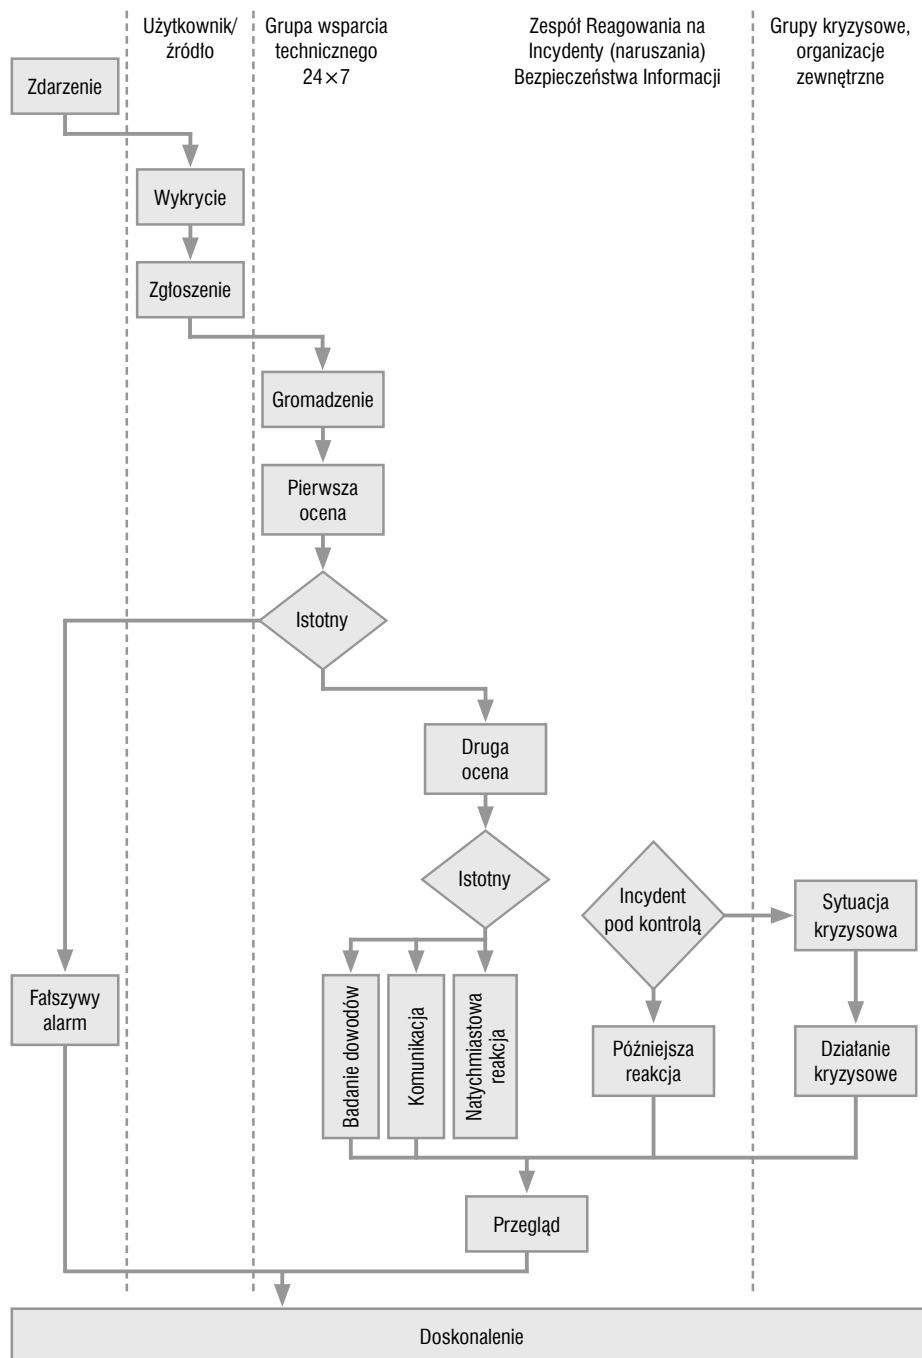 Użytkownik/
źródło
Grupa wsparcia
technicznego
24×7
Zespół Reagowania na
Incydenty (naruszania)
Bezpieczeństwa Informacji
Grupy kryzysowe,
organizacje
zewnętrzne
Zdarzenie
Wykrycie
Zgłoszenie
Gromadzenie
Pierwsza
ocena
Istotny
Druga
ocena
Istotny
Incydent
pod kontrolą
Sytuacja
kryzysowa
Fałszywy
alarm
Badanie dowodów
Komunikacja
Natychmiastowa
reakcja
Późniejsza
reakcja
Działanie
kryzysowe
Przegląd
Doskonalenie